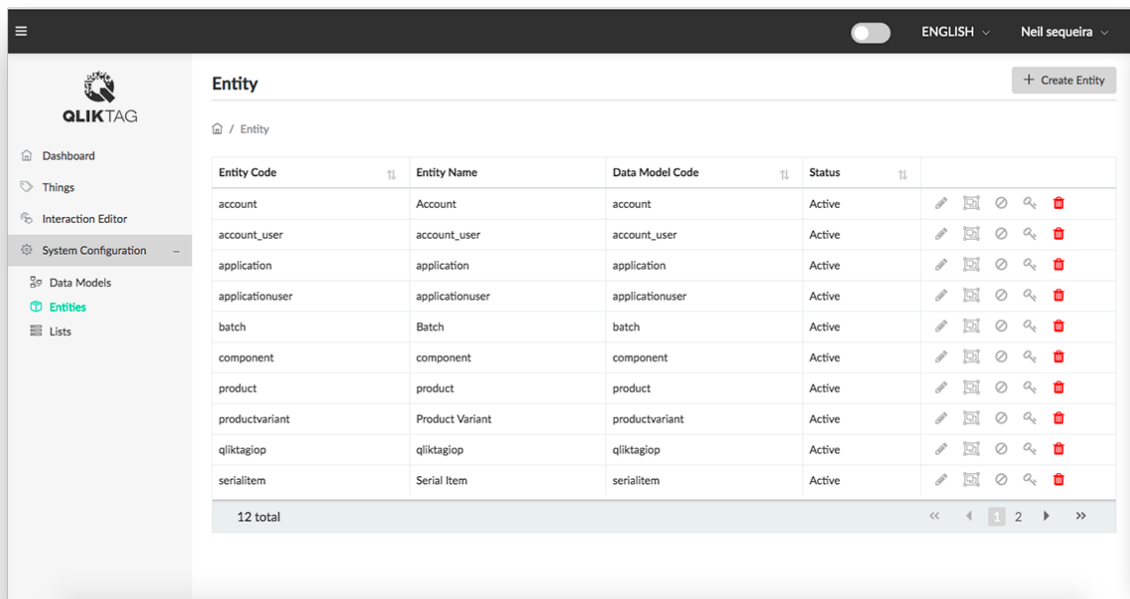 ENGLISH Neil sequeira
QLIKTAG
Dashboard
Things
Interaction Editor
System Configuration –
Data Models
Entities
Lists
Entity
+ Create Entity
/ Entity
Entity Code Entity Name Data Model Code Status
account Account account Active
account_user account_user account_user Active
application application application Active
applicationuser applicationuser applicationuser Active
batch Batch batch Active
component component component Active
product product product Active
productvariant Product Variant productvariant Active
qliktagiop qliktagiop qliktagiop Active
serialitem Serial Item serialitem Active
12 total 1 2